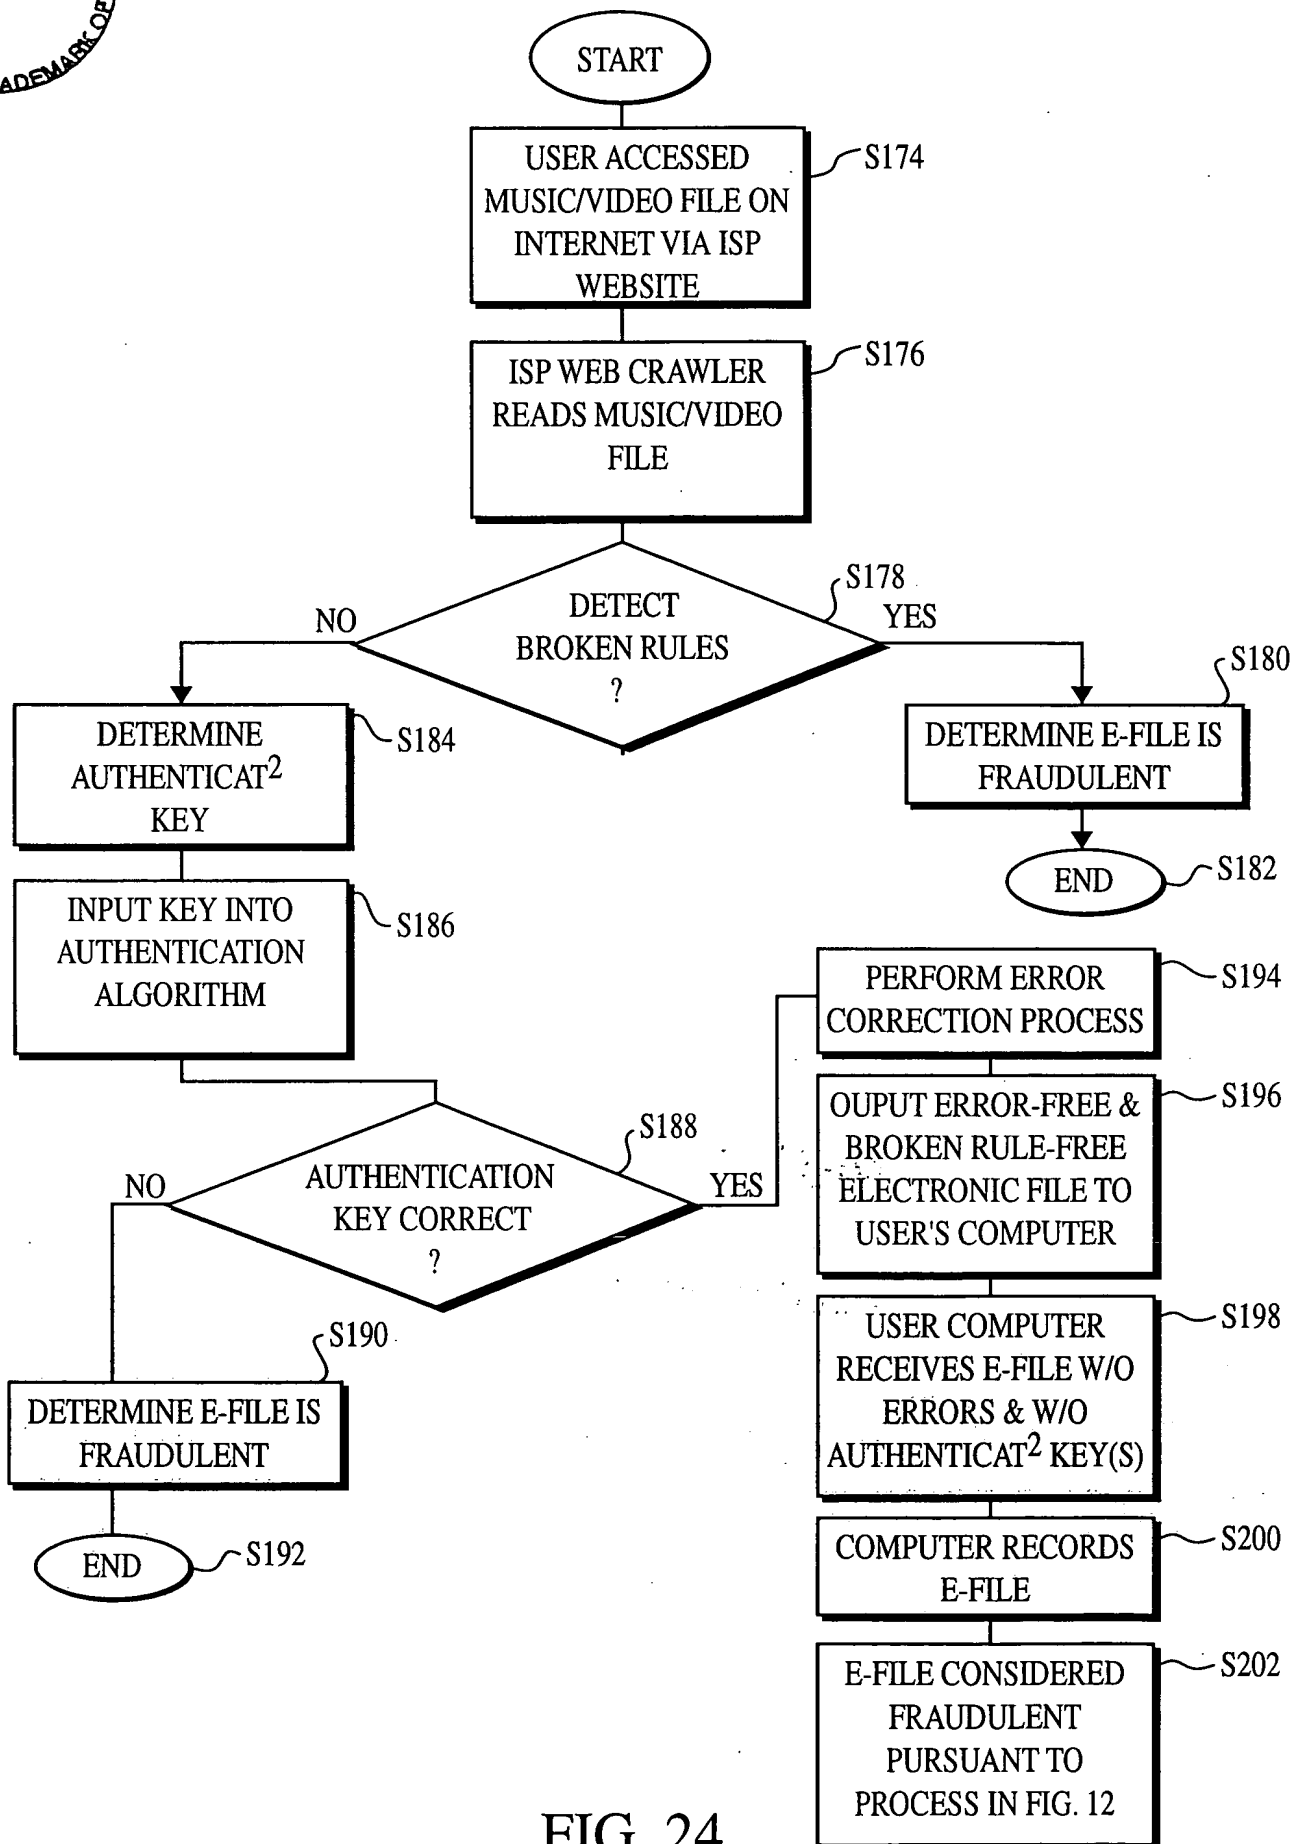 ADEMARK OF
START
USER ACCESSED
MUSIC/VIDEO FILE ON
INTERNET VIA ISP
WEBSITE
S174
ISP WEB CRAWLER
READS MUSIC/VIDEO
FILE
S176
DETECT
BROKEN RULES
?
S178
NO
YES
DETERMINE
AUTHENTICAT2
KEY
S184
DETERMINE E-FILE IS
FRAUDULENT
S180
END
S182
INPUT KEY INTO
AUTHENTICATION
ALGORITHM
S186
AUTHENTICATION
KEY CORRECT
?
S188
NO
YES
DETERMINE E-FILE IS
FRAUDULENT
S190
END
S192
PERFORM ERROR
CORRECTION PROCESS
S194
OUPUT ERROR-FREE &
BROKEN RULE-FREE
ELECTRONIC FILE TO
USER'S COMPUTER
S196
USER COMPUTER
RECEIVES E-FILE W/O
ERRORS & W/O
AUTHENTICAT2 KEY(S)
S198
COMPUTER RECORDS
E-FILE
S200
E-FILE CONSIDERED
FRAUDULENT
PURSUANT TO
PROCESS IN FIG. 12
S202
FIG. 24